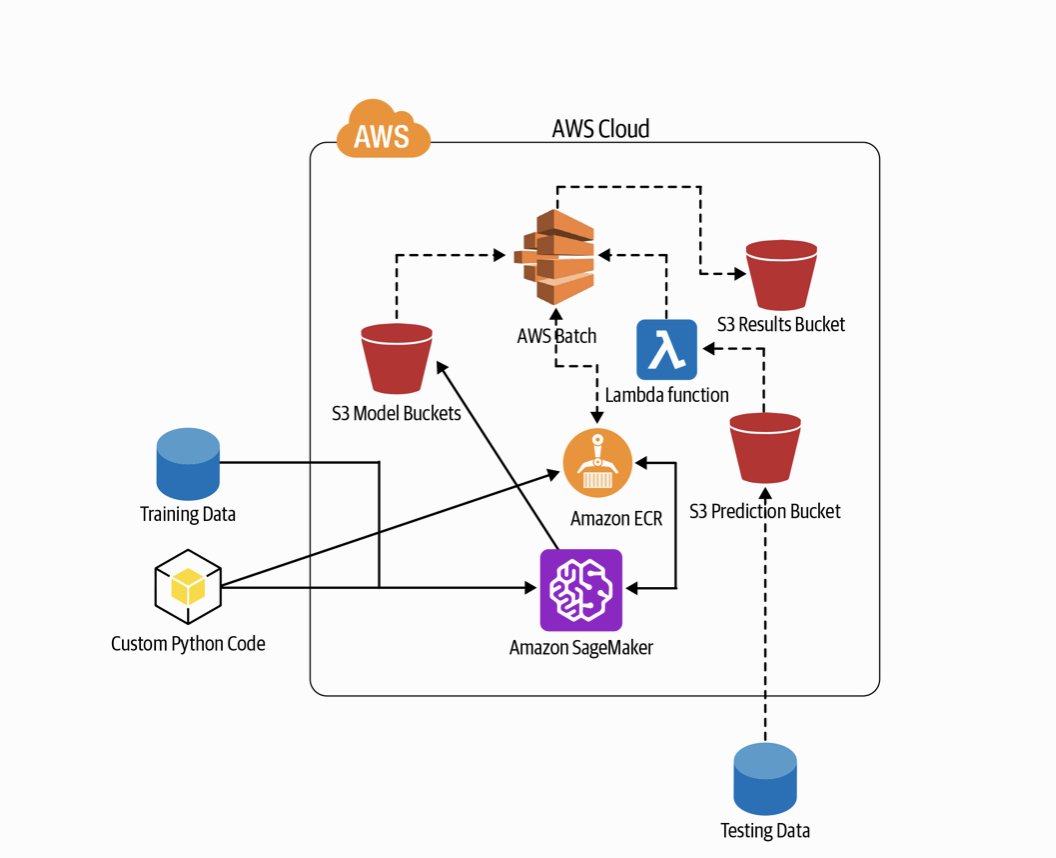 AWS
AWS Cloud
AWS Batch
S3 Results Bucket
Lambda function
S3 Model Buckets
Training Data
S3 Prediction Bucket
Amazon ECR
Custom Python Code
Amazon SageMaker
Testing Data